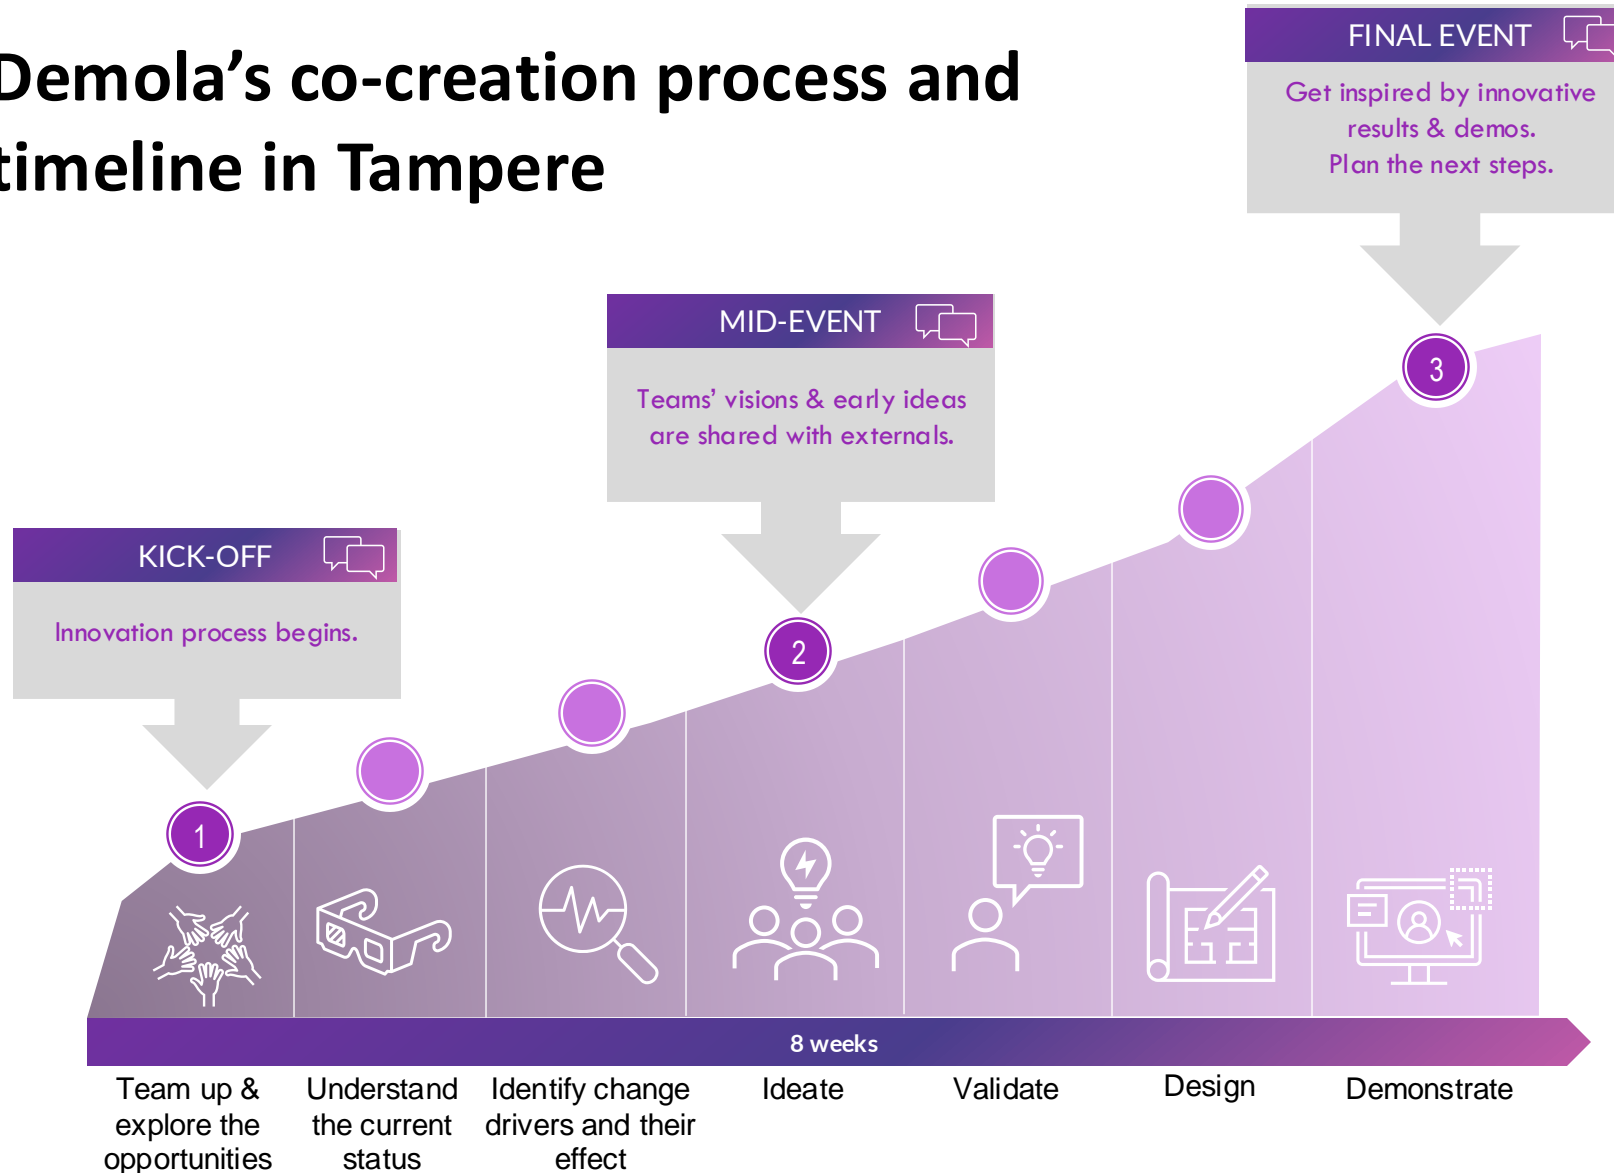 Demola’s co-creation process and
timeline in Tampere
FINAL EVENT
Get inspired by innovative
results & demos.
Plan the next steps.
MID-EVENT
Teams’ visions & early ideas
are shared with externals.
KICK-OFF
Innovation process begins.
1
2
3
8 weeks
Team up &
explore the
opportunities
Understand
the current
status
Identify change
drivers and their
effect
Ideate
Validate
Design
Demonstrate